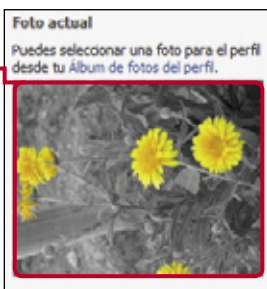 Foto actual
Puedes seleccionar una foto para el perfil
desde tu Álbum de fotos del perfil.